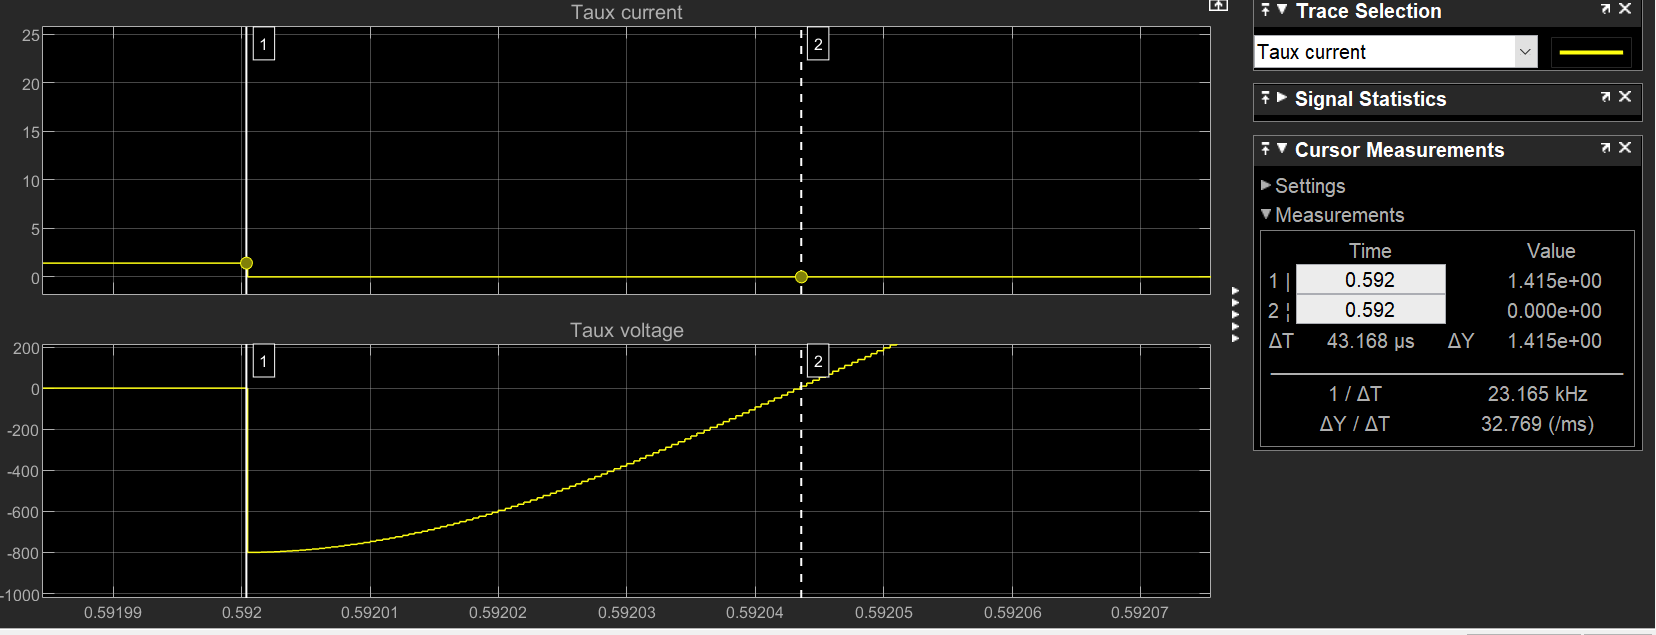 Taux current
25
20
15
10
5
0
1
2
Taux voltage
200
0
-200
-400
-600
-800
-1000
1
2
0.59199
0.592
0.59201
0.59202
0.59203
0.59204
0.59205
0.59206
0.59207
Trace Selection
Taux current
Signal Statistics
Cursor Measurements
Settings
Measurements
Time Value
1 | 0.592 1.415e+00
2 ¦ 0.592 0.000e+00
ΔT 43.168 µs ΔY 1.415e+00
1 / ΔT 23.165 kHz
ΔY / ΔT 32.769 (/ms)